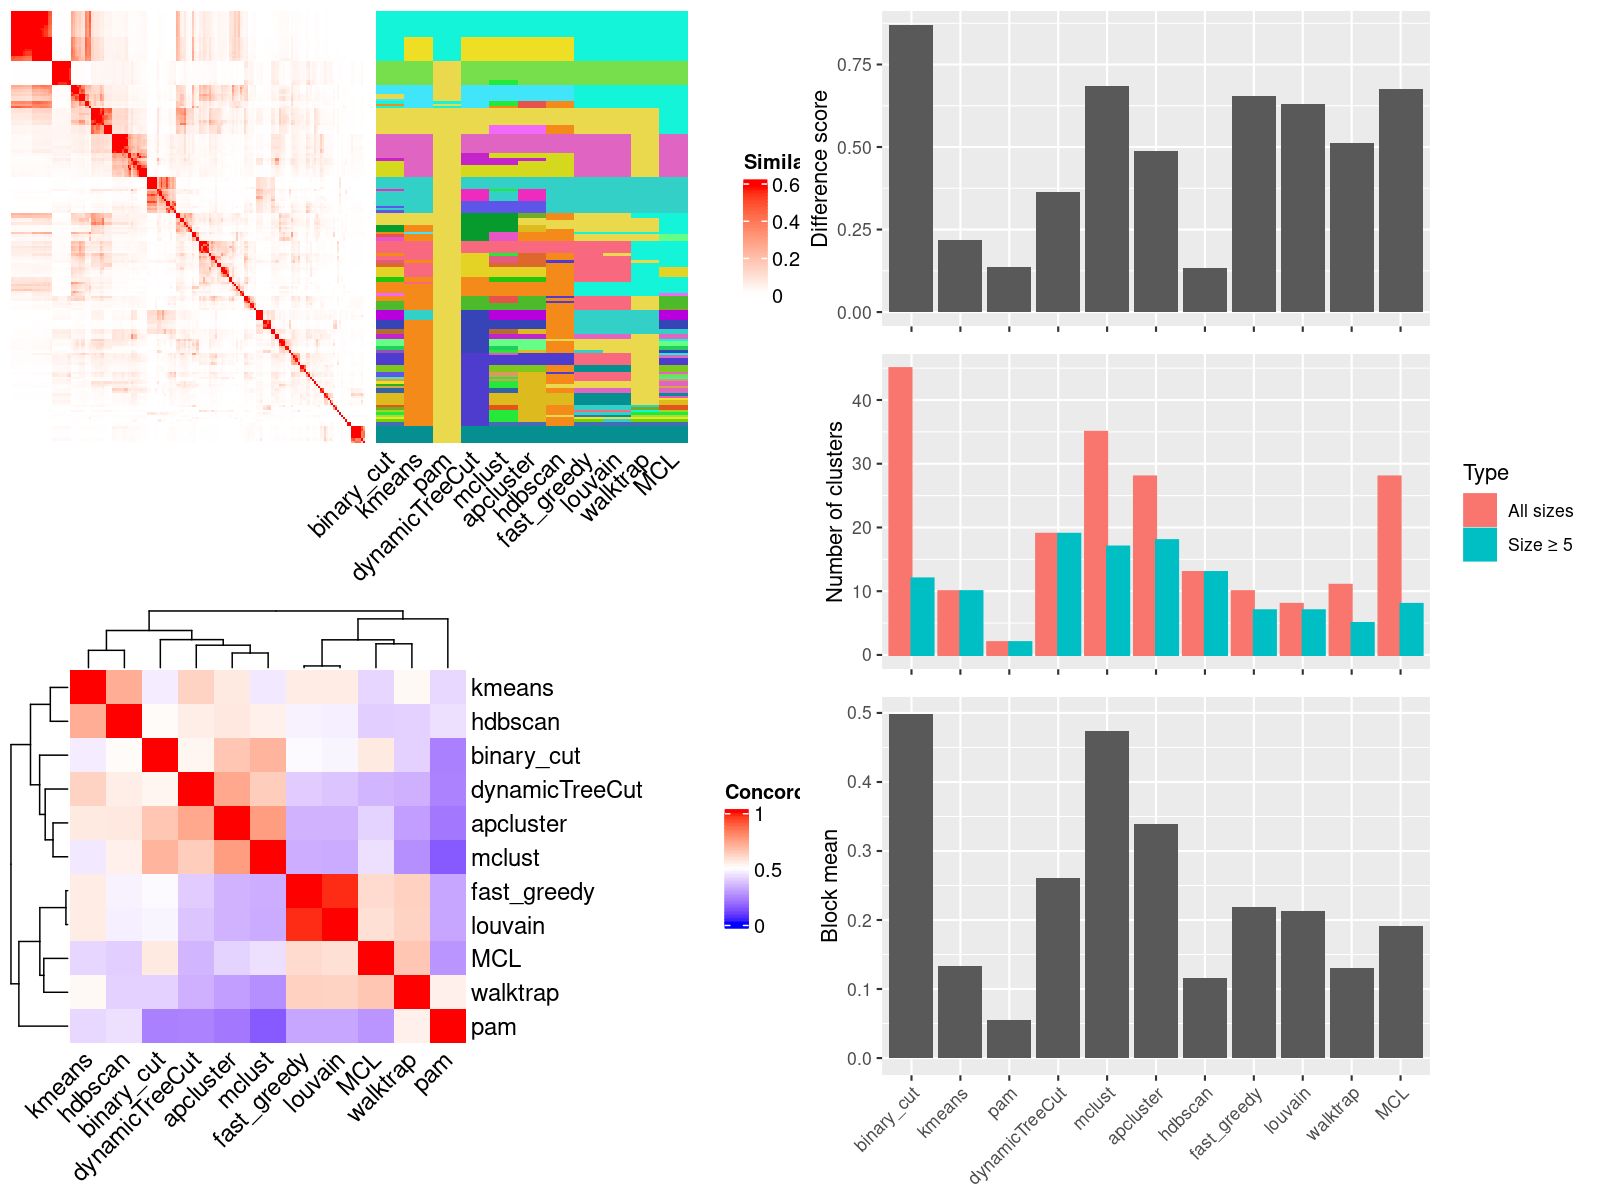 Simila
0.6
0.4
0.2
0
binary_cut
kmeans
pam
dynamicTreeCut
mclust
apcluster
hdbscan
fast_greedy
louvain
walktrap
MCL
Difference score
0.75
0.50
0.25
0.00
Number of clusters
40
30
20
10
0
Type
All sizes
Size ≥ 5
kmeans
hdbscan
binary_cut
dynamicTreeCut
apcluster
mclust
fast_greedy
louvain
MCL
walktrap
pam
kmeans
hdbscan
binary_cut
dynamicTreeCut
apcluster
mclust
fast_greedy
louvain
MCL
walktrap
pam
Concord
1
0.5
0
Block mean
0.5
0.4
0.3
0.2
0.1
0.0
binary_cut
kmeans
pam
dynamicTreeCut
mclust
apcluster
hdbscan
fast_greedy
louvain
walktrap
MCL